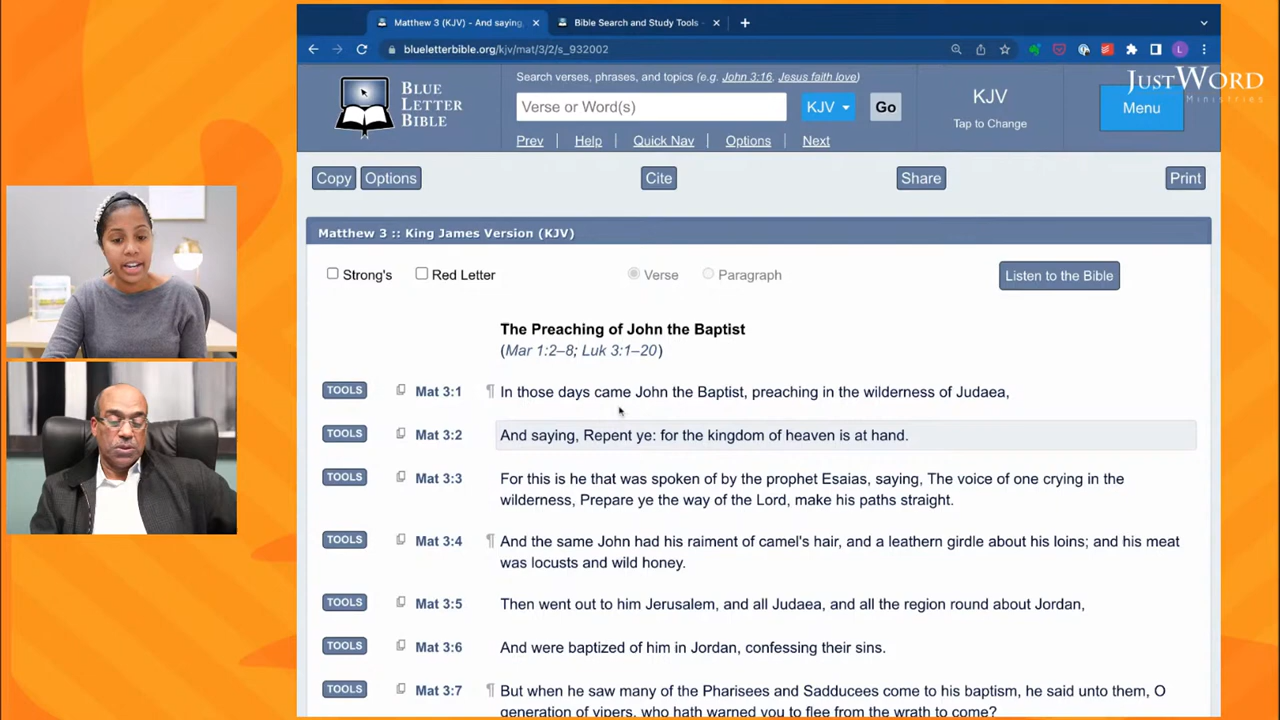 Matthew 3 (KJV) - And saying,
Bible Search and Study Tools -
blueletterbible.org/kjv/mat/3/2/s_932002
L
JUSTWORD
Ministries
BLUE
LETTER
BIBLE
Search verses, phrases, and topics (e.g. John 3:16, Jesus faith love)
Verse or Word(s)
KJV
Go
Prev
Help
Quick Nav
Options
Next
KJV
Tap to Change
Menu
Copy
Options
Cite
Share
Print
Matthew 3 :: King James Version (KJV)
Strong's
Red Letter
Verse
Paragraph
Listen to the Bible
The Preaching of John the Baptist
(Mar 1:2–8; Luk 3:1–20)
TOOLS Mat 3:1 ¶ In those days came John the Baptist, preaching in the wilderness of Judaea,
TOOLS Mat 3:2 And saying, Repent ye: for the kingdom of heaven is at hand.
TOOLS Mat 3:3 For this is he that was spoken of by the prophet Esaias, saying, The voice of one crying in the
wilderness, Prepare ye the way of the Lord, make his paths straight.
TOOLS Mat 3:4 ¶ And the same John had his raiment of camel's hair, and a leathern girdle about his loins; and his meat
was locusts and wild honey.
TOOLS Mat 3:5 Then went out to him Jerusalem, and all Judaea, and all the region round about Jordan,
TOOLS Mat 3:6 And were baptized of him in Jordan, confessing their sins.
TOOLS Mat 3:7 ¶ But when he saw many of the Pharisees and Sadducees come to his baptism, he said unto them, O
generation of vipers, who hath warned you to flee from the wrath to come?